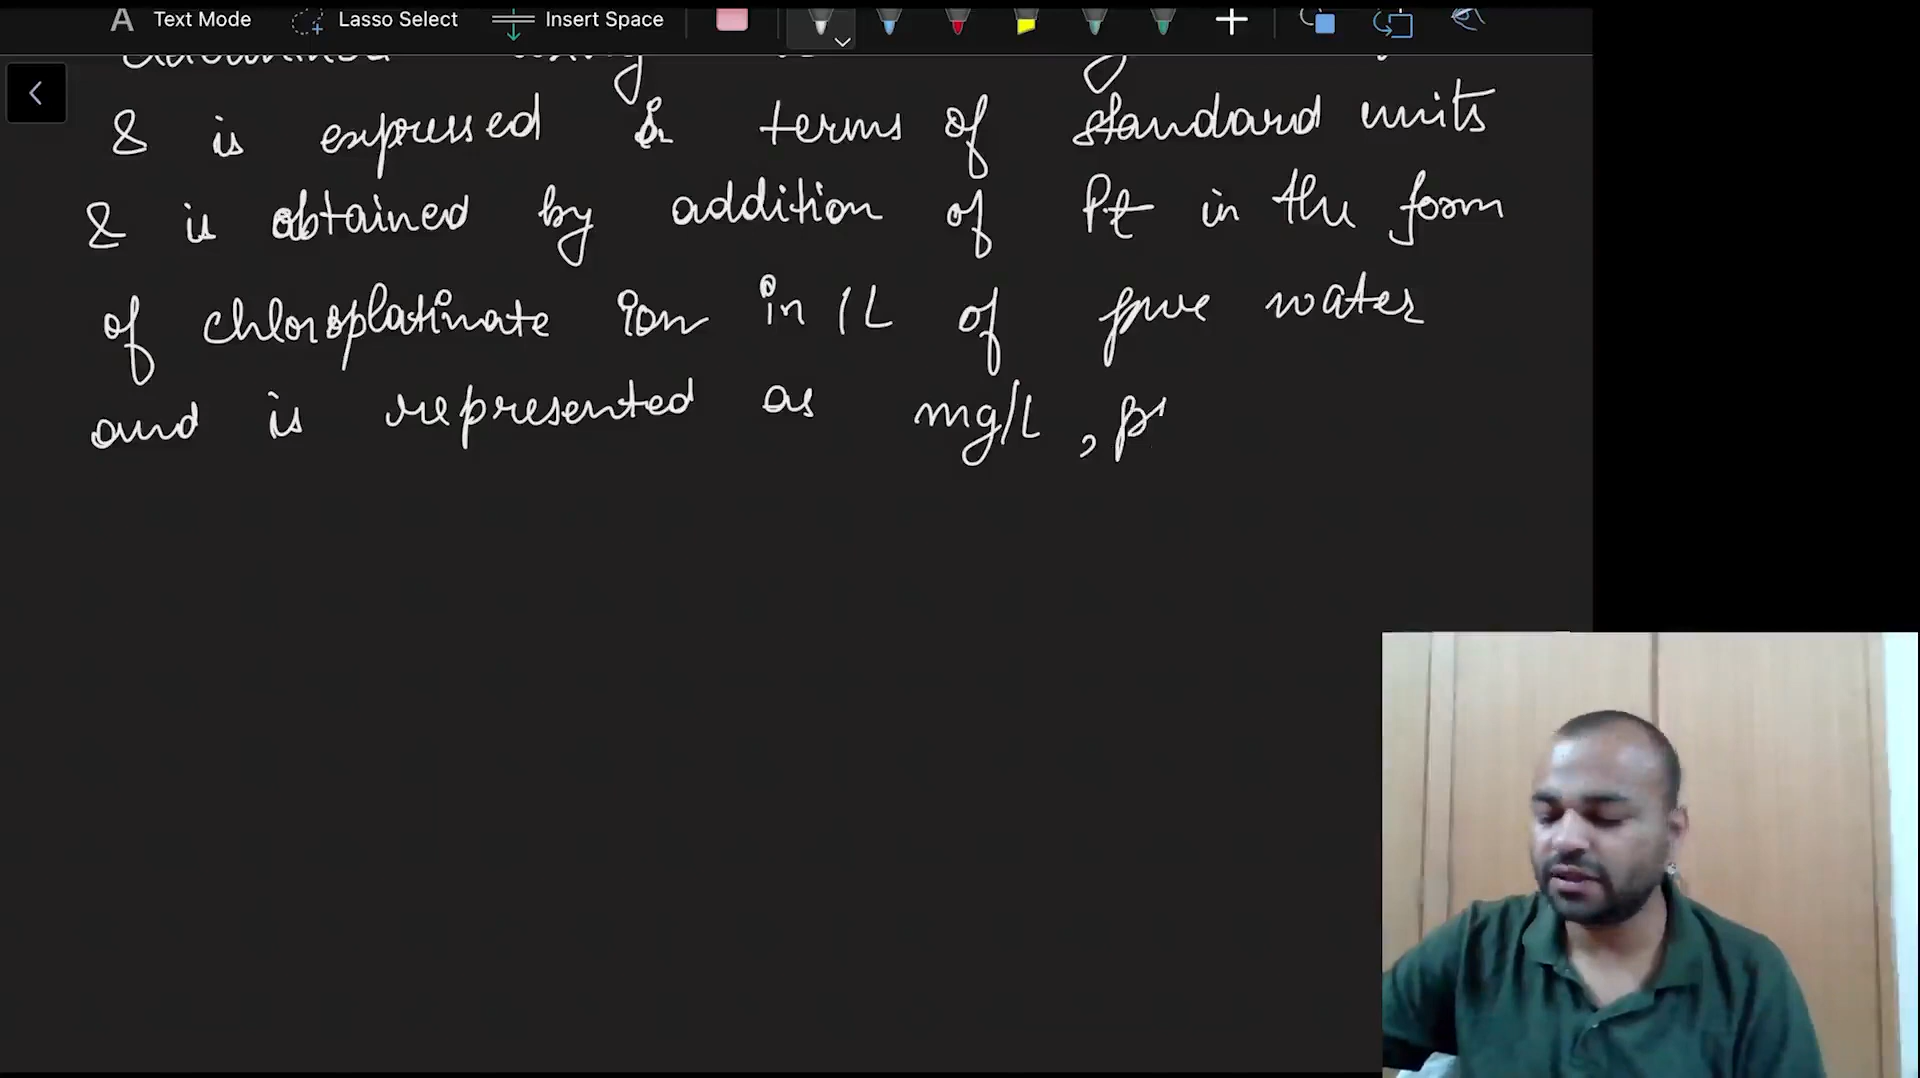 Text Mode Lasso Select Insert Space
& is expressed in terms of standard units
& is obtained by addition of Pt in the form
of chloroplatinate ion in 1L of pure water
and is represented as mg/L ,